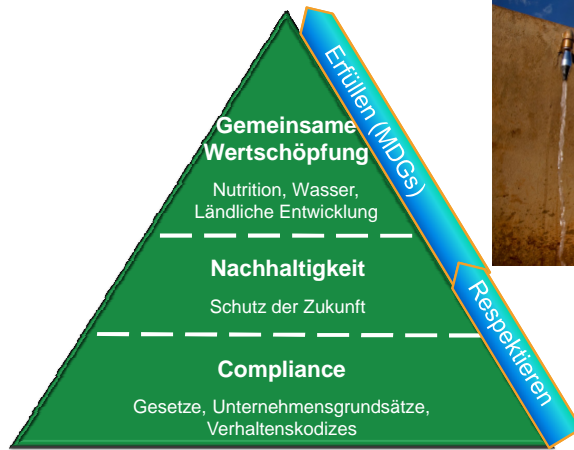 Gemeinsame
Wertschöpfung
Nutrition, Wasser,
Ländliche Entwicklung
Nachhaltigkeit
Schutz der Zukunft
Compliance
Gesetze, Unternehmensgrundsätze,
Verhaltenskodizes
Erfüllen (MDGs)
Respektieren